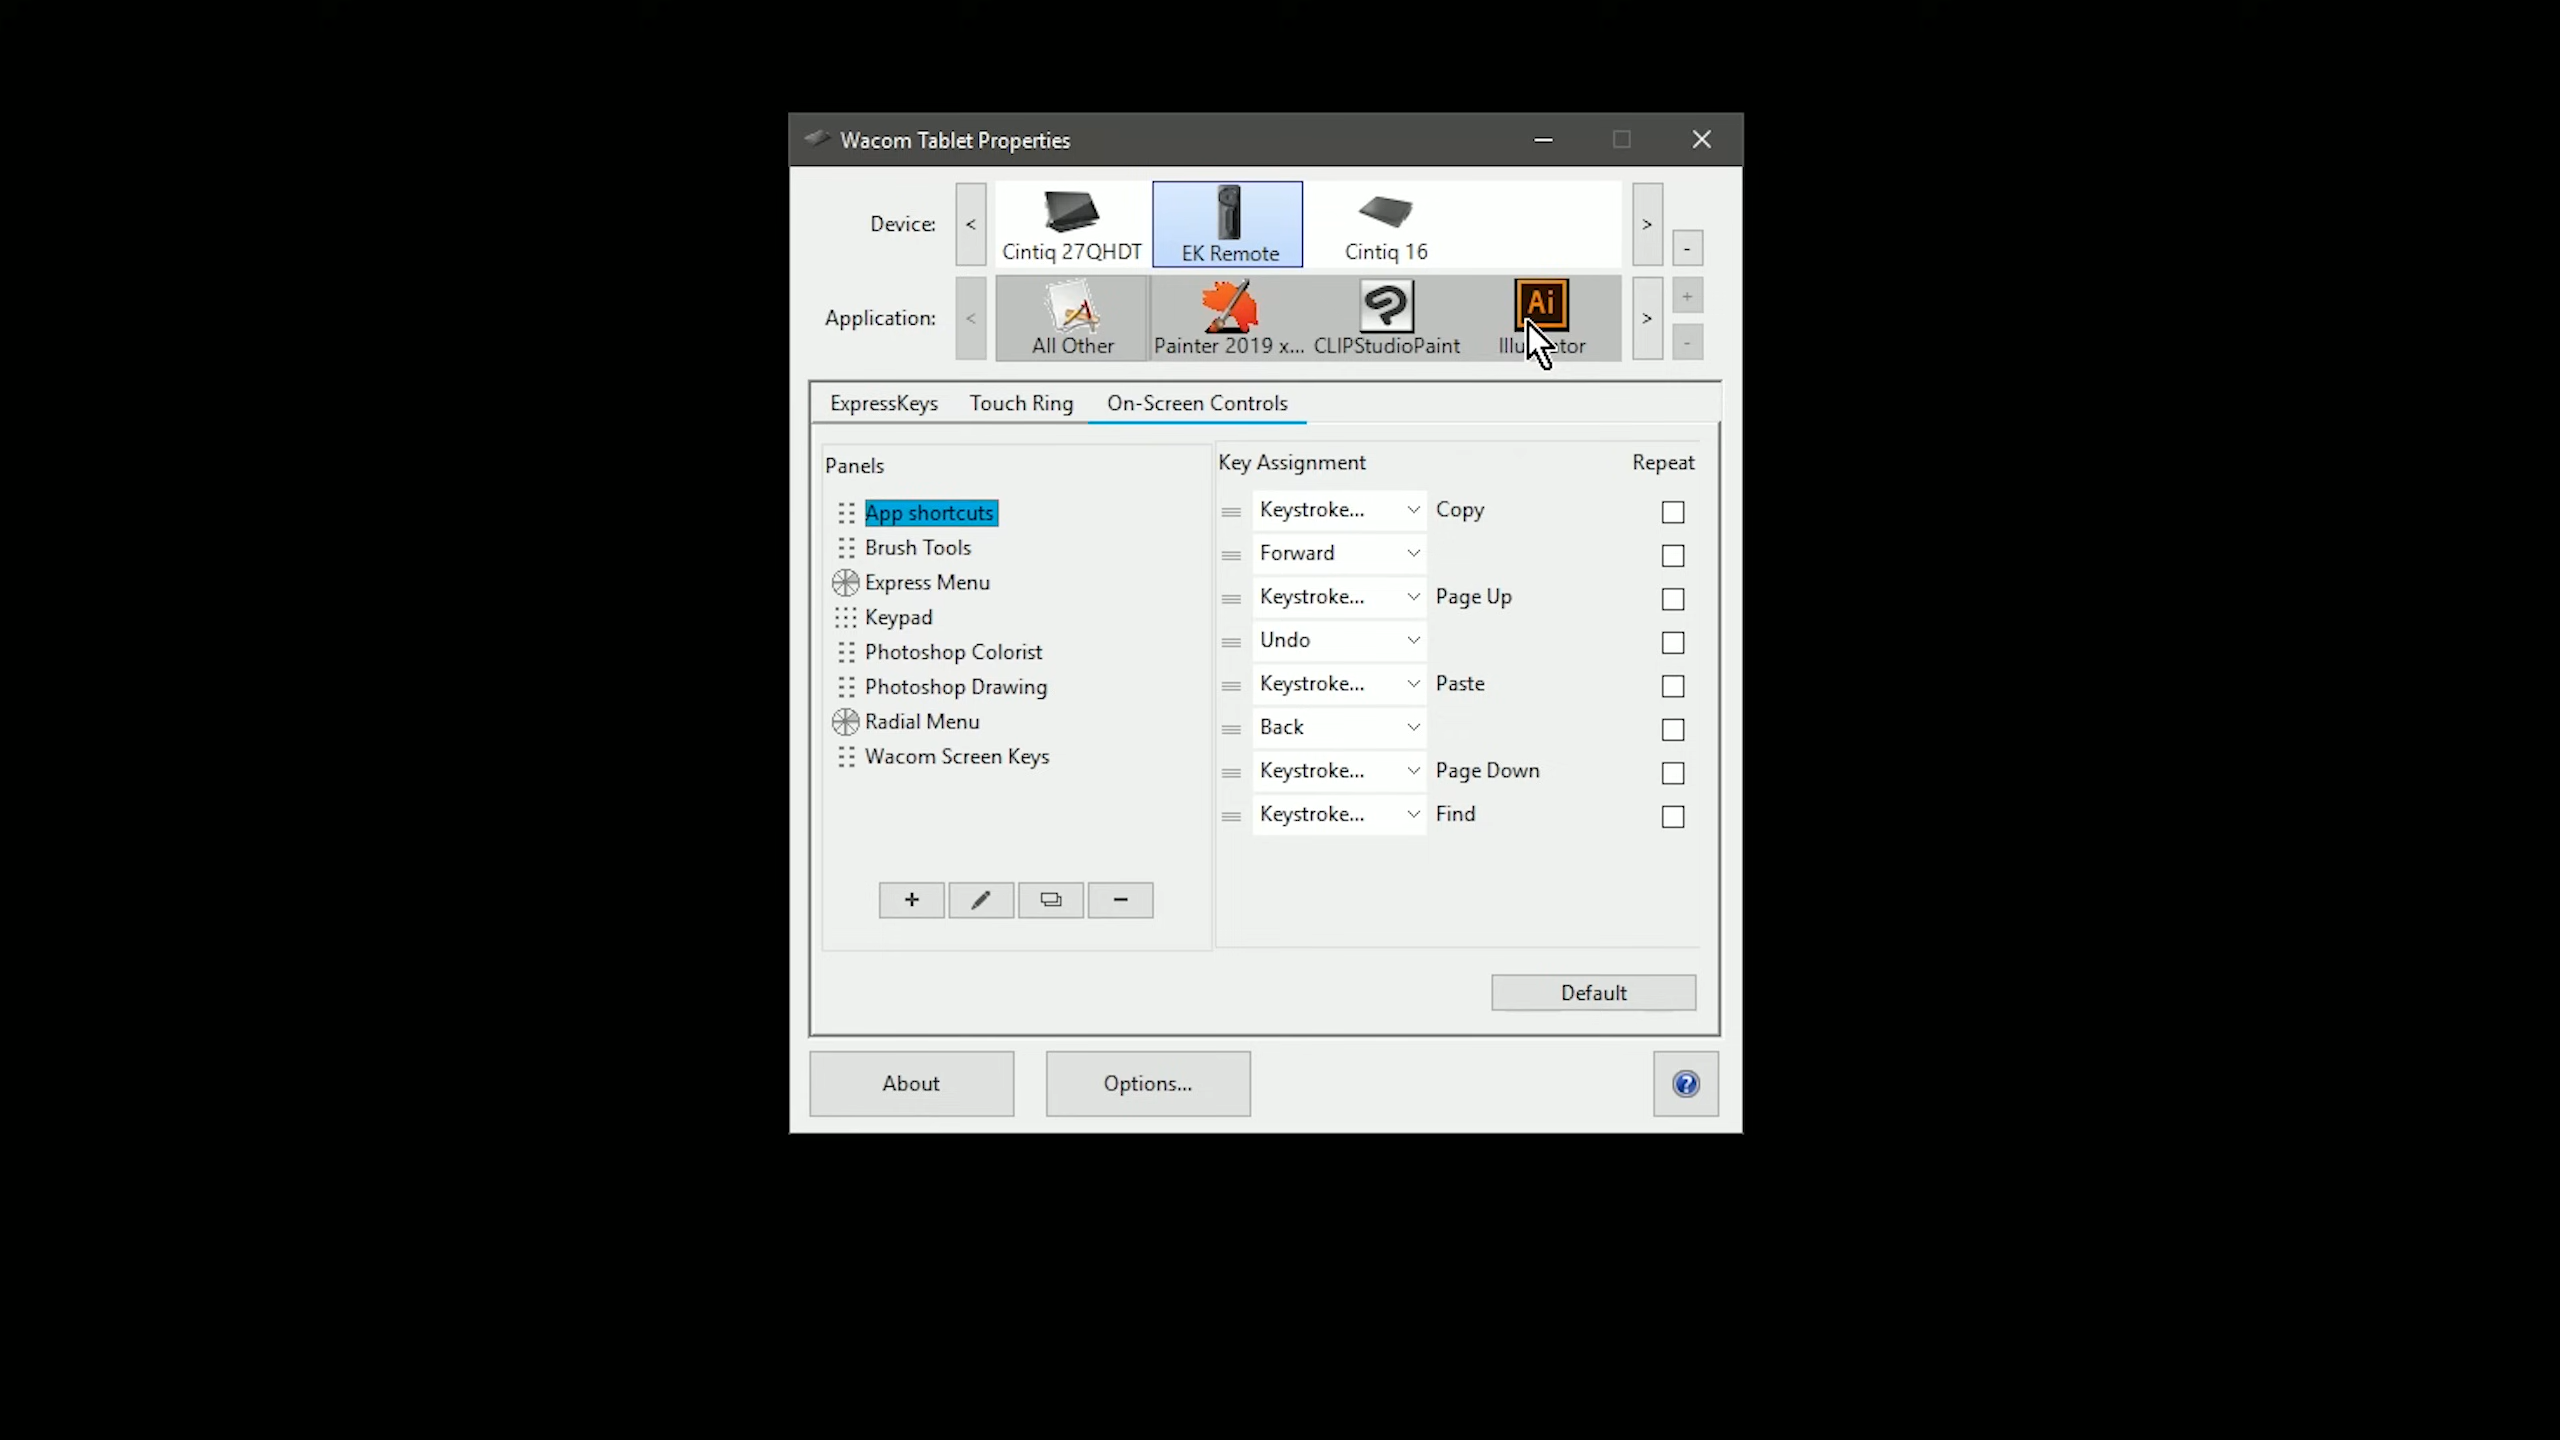 Wacom Tablet Properties
Device:
<
Cintiq 27QHDT
EK Remote
Cintiq 16
>
-
Application:
<
All Other
Painter 2019 x...
CLIPStudioPaint
Ai
>
+
-
ExpressKeys
Touch Ring
On-Screen Controls
Panels
App shortcuts
Brush Tools
Express Menu
Keypad
Photoshop Colorist
Photoshop Drawing
Radial Menu
Wacom Screen Keys
Key Assignment
Repeat
Keystroke... Copy
Forward
Keystroke... Page Up
Undo
Keystroke... Paste
Back
Keystroke... Page Down
Keystroke... Find
Default
About
Options...
?